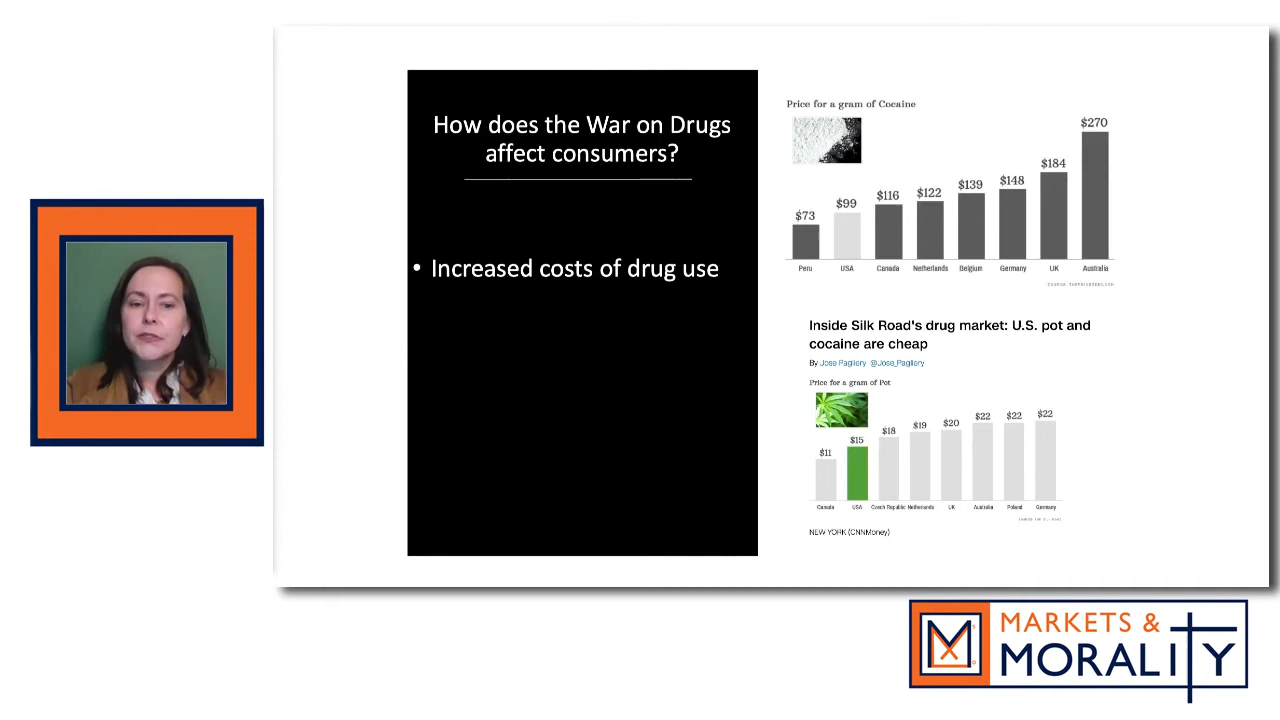 How does the War on Drugs
affect consumers?
• Increased costs of drug use
Price for a gram of Cocaine
$73
$99
$116
$122
$139
$148
$184
$270
Peru
USA
Canada
Netherlands
Belgium
Germany
UK
Australia
Inside Silk Road's drug market: U.S. pot and
cocaine are cheap
By Jose Pagliery @Jose_Pagliery
Price for a gram of Pot
$11
$15
$18
$19
$20
$22
$22
$22
Canada
USA
Czech Republic
Netherlands
UK
Australia
Poland
Germany
NEW YORK (CNNMoney)
MARKETS &
MORALITY